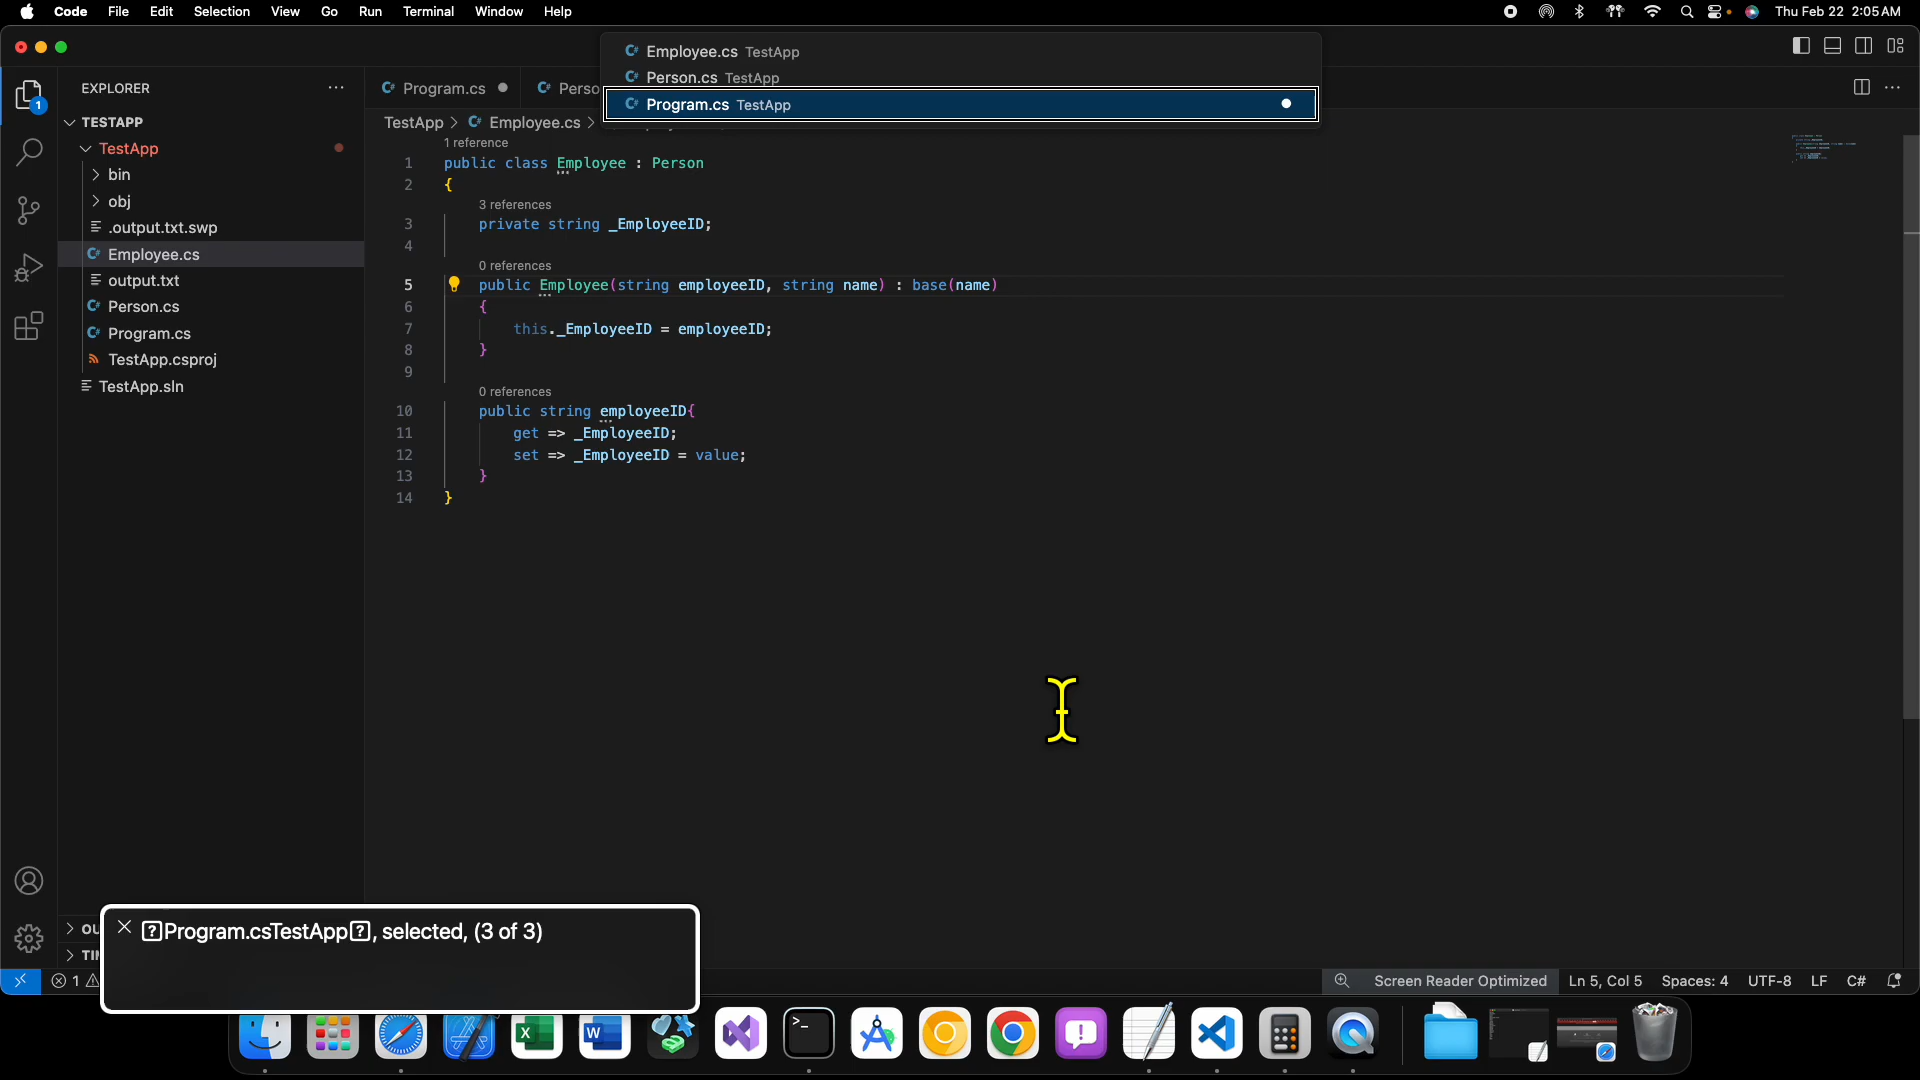 Code File Edit Selection View Go Run Terminal Window Help Thu Feb 22 2:05 AM
Employee.cs TestApp
Person.cs TestApp
Program.cs TestApp
EXPLORER
Program.cs
TESTAPP
TestApp
bin
obj
.output.txt.swp
Employee.cs
output.txt
Person.cs
Program.cs
TestApp.csproj
TestApp.sln
1
TestApp > Employee.cs >
1 reference
1 public class Employee : Person
2 {
3 references
3 private string _EmployeeID;
4
0 references
5 public Employee(string employeeID, string name) : base(name)
6 {
7 this._EmployeeID = employeeID;
8 }
9
0 references
10 public string employeeID{
11 get => _EmployeeID;
12 set => _EmployeeID = value;
13 }
14 }
?Program.csTestApp?, selected, (3 of 3)
1
Screen Reader Optimized Ln 5, Col 5 Spaces: 4 UTF-8 LF C#